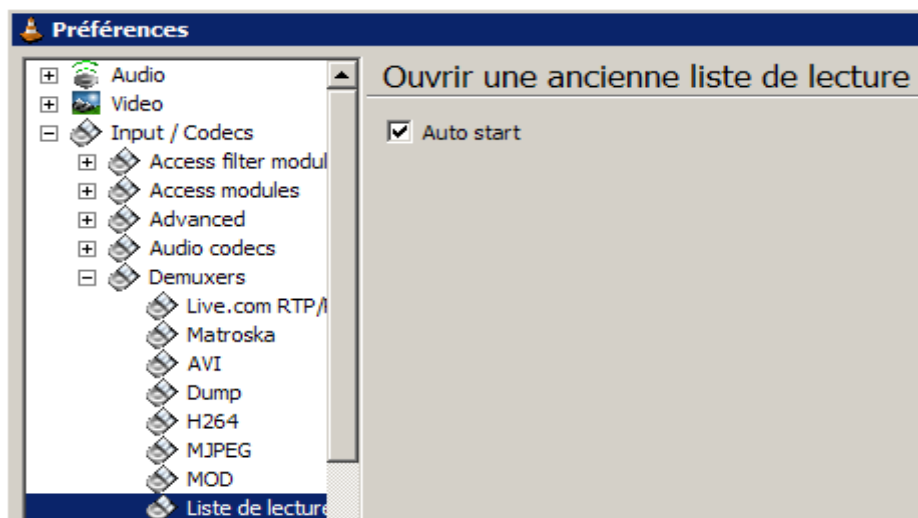 Préférences
Audio
Video
Input / Codecs
Access filter modul
Access modules
Advanced
Audio codecs
Demuxers
Live.com RTP/
Matroska
AVI
Dump
H264
MJPEG
MOD
Liste de lecture
Ouvrir une ancienne liste de lecture
Auto start